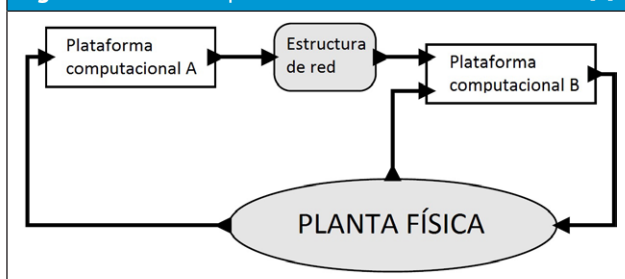 Plataforma
computacional A
Estructura
de red
Plataforma
computacional B
PLANTA FÍSICA